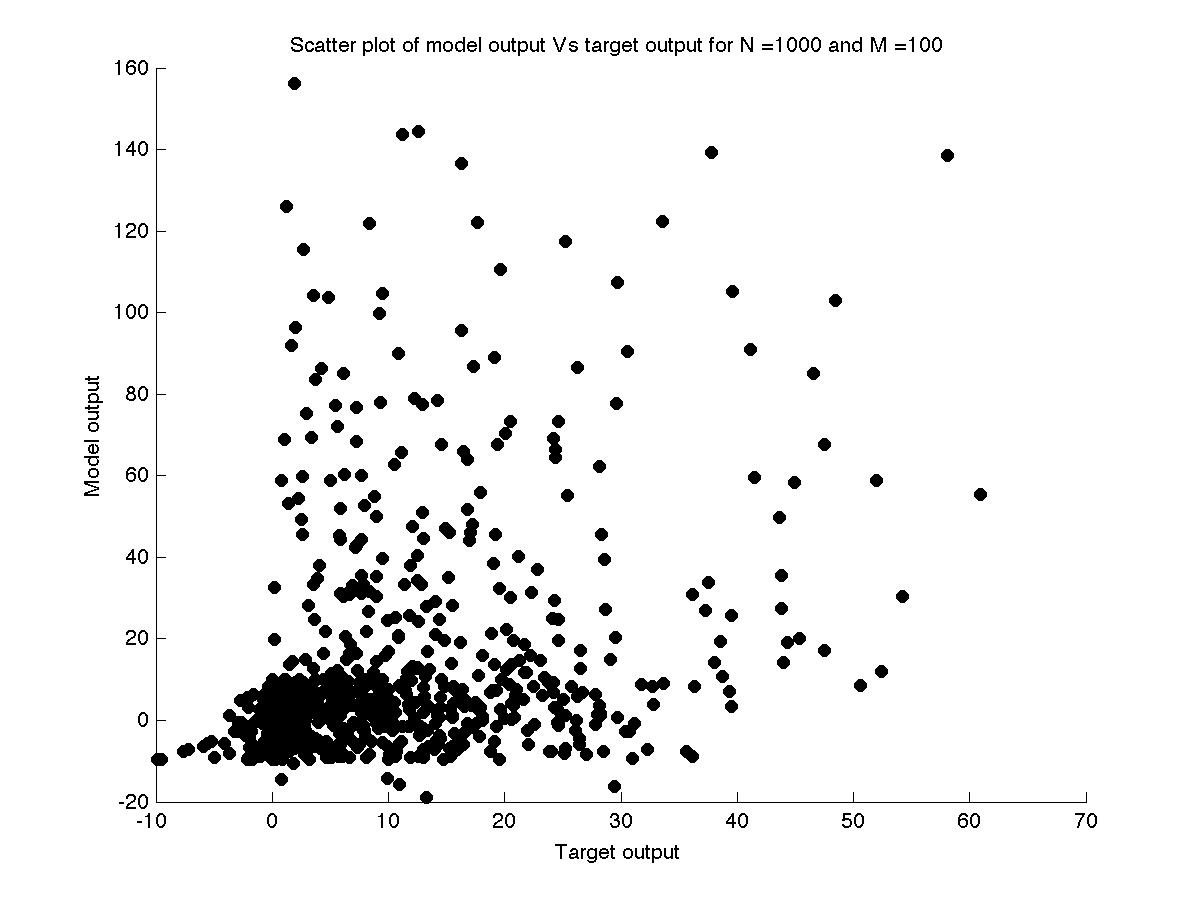 Scatter plot of model output Vs target output for N =1000 and M =100
160
140
120
100
80
60
40
20
0
-20
Model output
-10 0 10 20 30 40 50 60 70
Target output